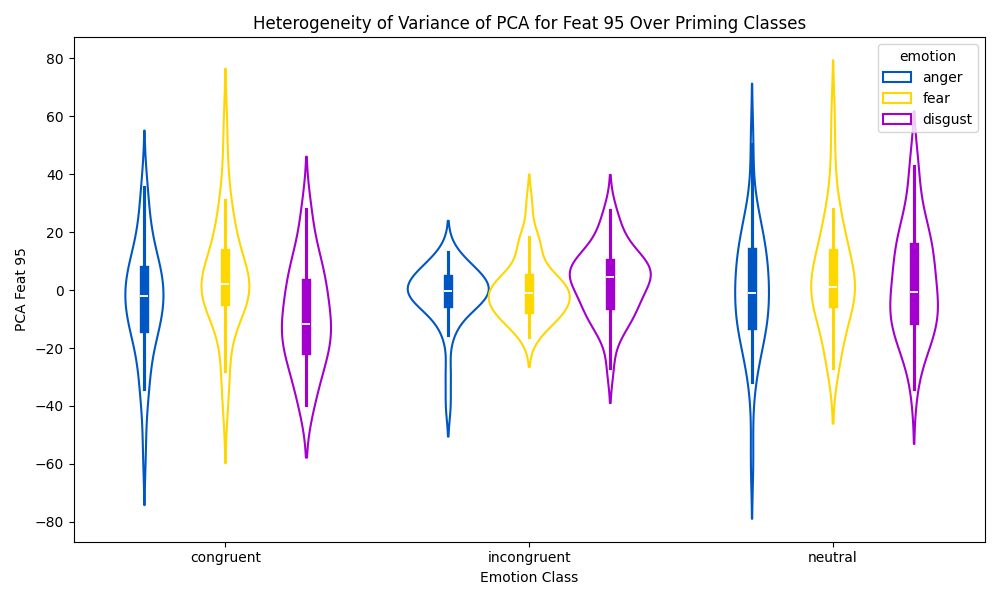 Heterogeneity of Variance of PCA for Feat 95 Over Priming Classes
emotion
anger
fear
disgust
PCA Feat 95
80
60
40
20
0
−20
−40
−60
−80
congruent
incongruent
neutral
Emotion Class